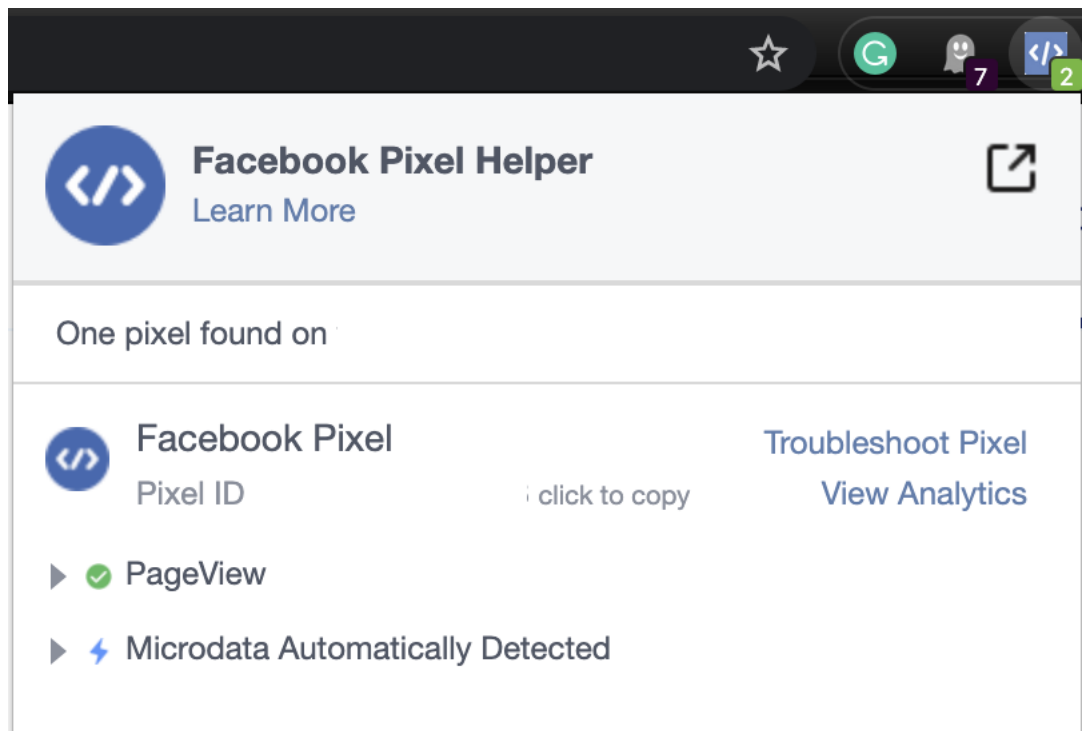 7
2
Facebook Pixel Helper
Learn More
One pixel found on
Facebook Pixel
Troubleshoot Pixel
Pixel ID
click to copy
View Analytics
PageView
Microdata Automatically Detected